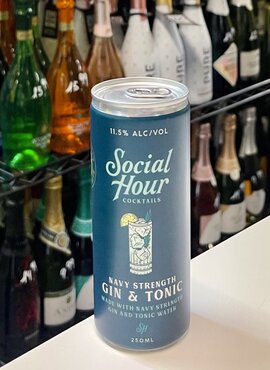 11.5% ALC/VOL
Social
Hour
COCKTAILS
NAVY STRENGTH
GIN & TONIC
MADE WITH NAVY STRENGTH
GIN AND TONIC WATER
SH
250ML
PURE